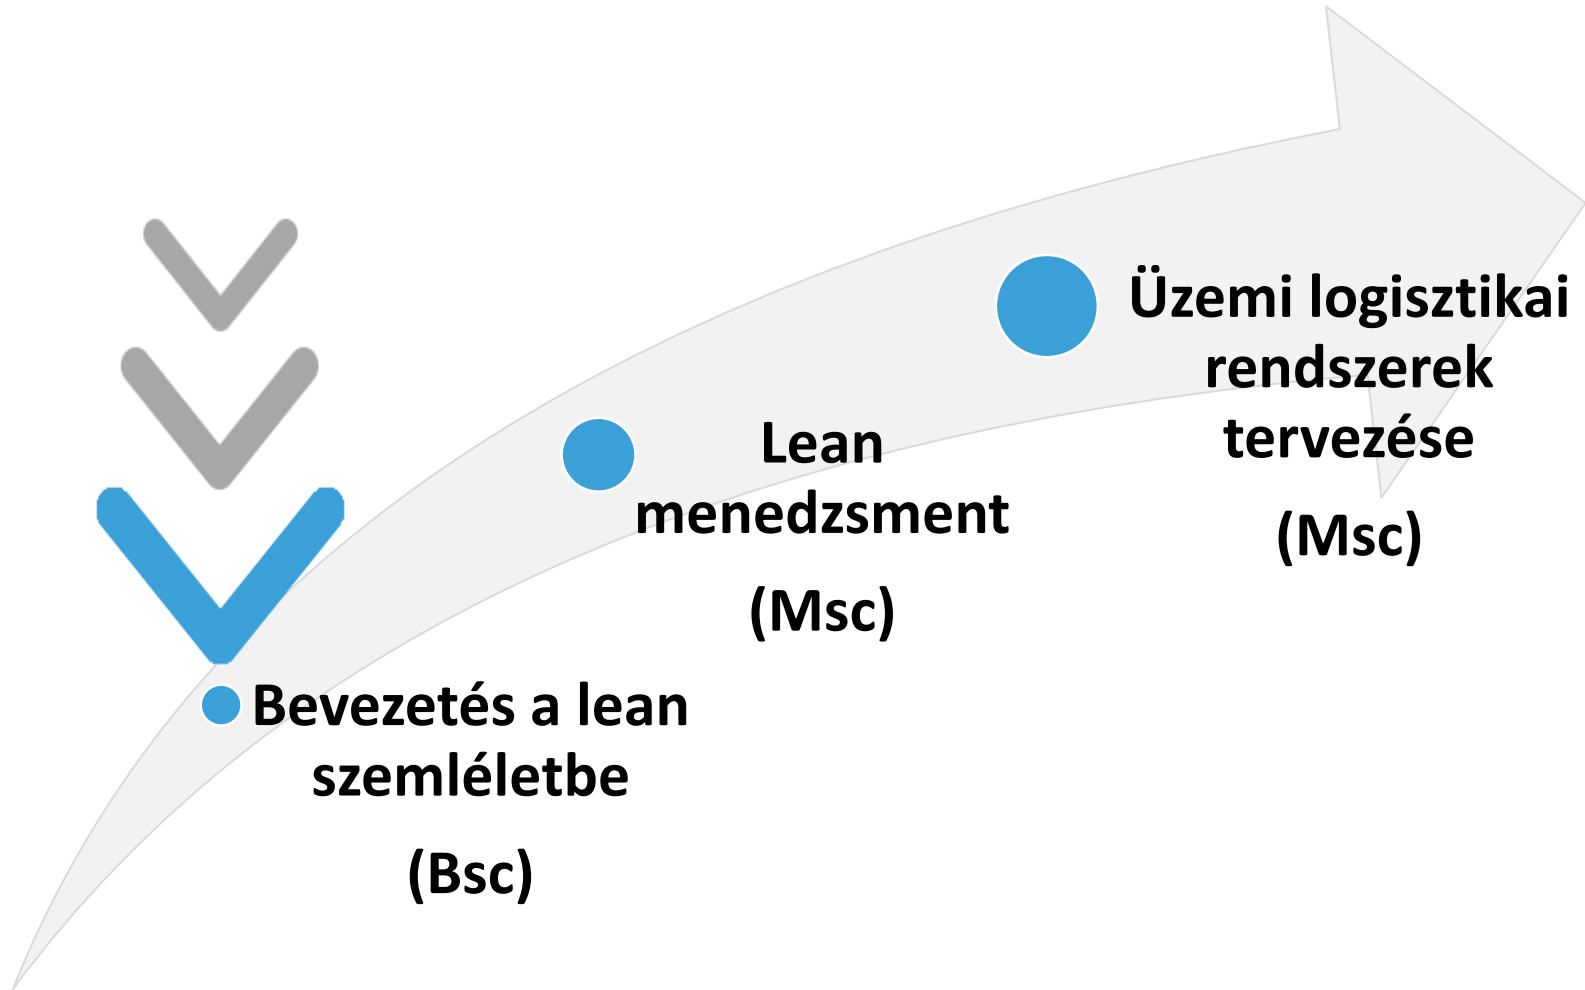 Bevezetés a lean
szemléletbe
(Bsc)
Lean
menedzsment
(Msc)
Üzemi logisztikai
rendszerek
tervezése
(Msc)